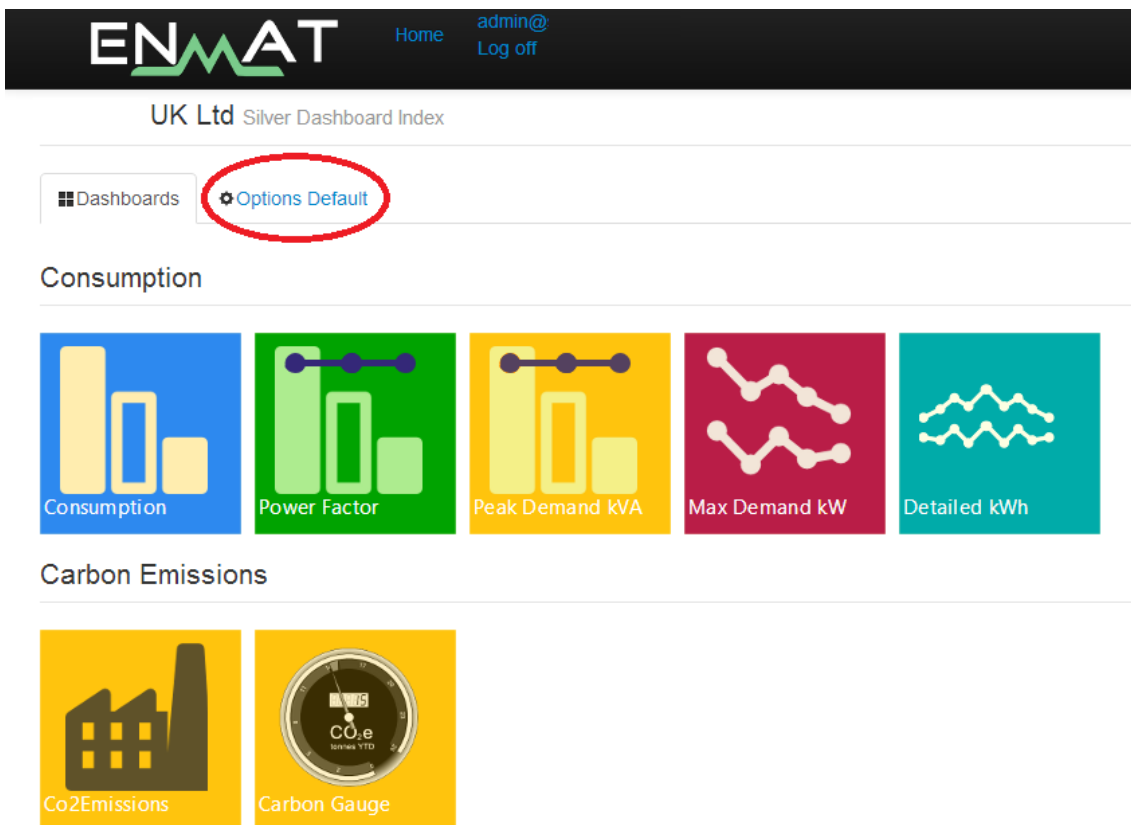 ENMAT
Home
admin@
Log off
UK Ltd Silver Dashboard Index
Dashboards
Options Default
Consumption
Consumption
Power Factor
Peak Demand kVA
Max Demand kW
Detailed kWh
Carbon Emissions
15
CO₂e
tonnes YTD
Co2Emissions
Carbon Gauge